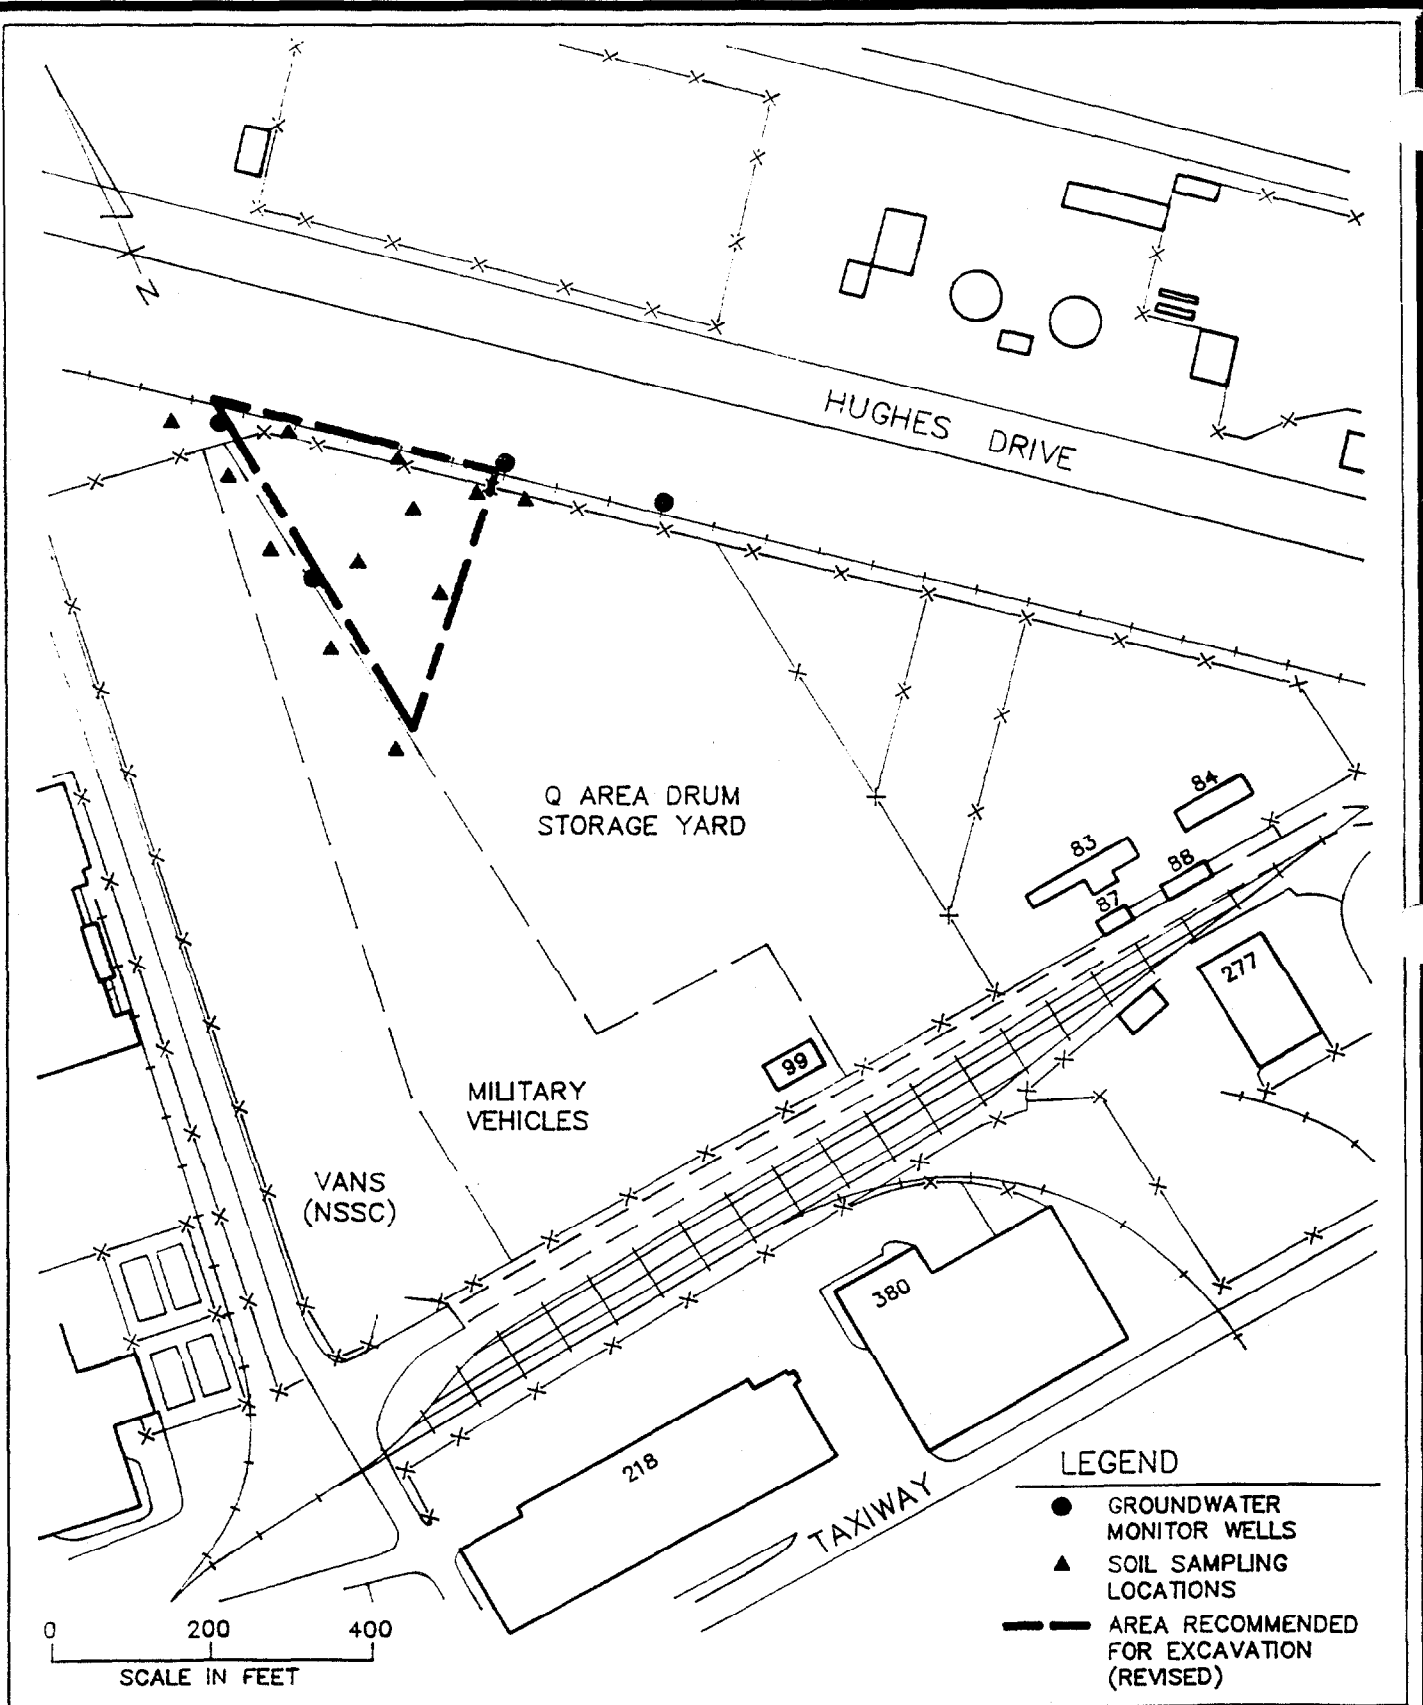 N
HUGHES DRIVE
Q AREA DRUM
STORAGE YARD
84
83
88
87
277
99
MILITARY
VEHICLES
VANS
(NSSC)
380
218
TAXIWAY
LEGEND
GROUNDWATER
MONITOR WELLS
SOIL SAMPLING
LOCATIONS
AREA RECOMMENDED
FOR EXCAVATION
(REVISED)
0 200 400
SCALE IN FEET